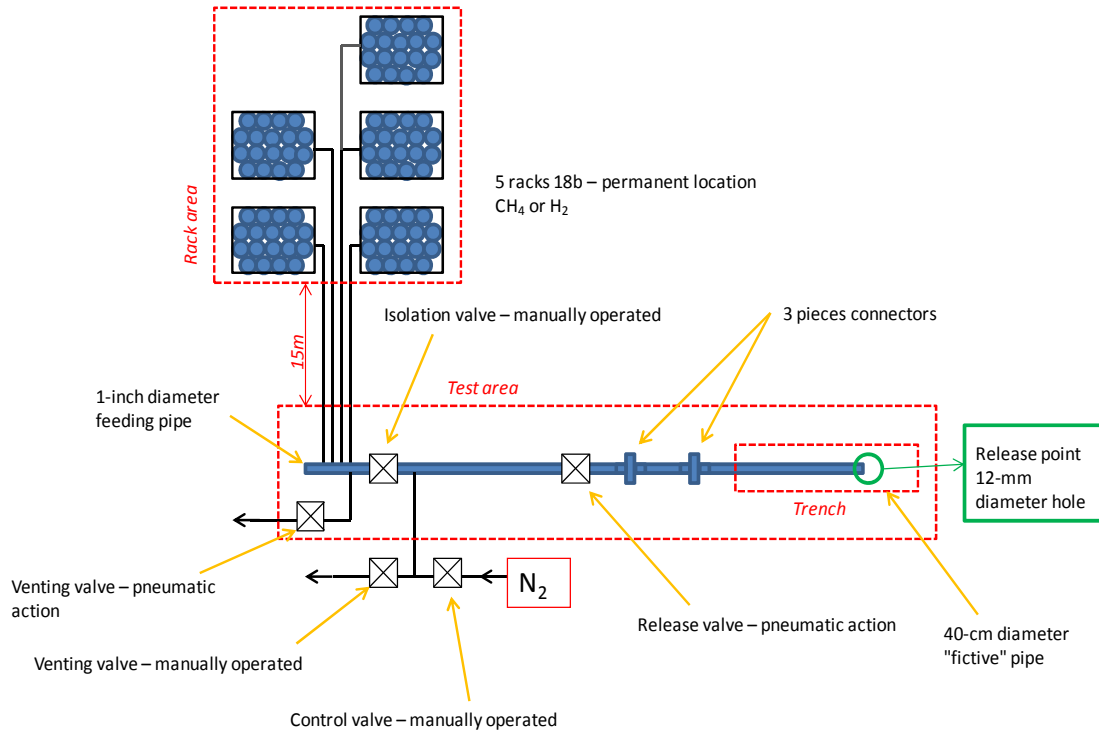 Rack area
5 racks 18b – permanent location
CH₄ or H₂
15m
Isolation valve – manually operated
3 pieces connectors
Test area
1-inch diameter
feeding pipe
Release point
12-mm
diameter hole
Trench
Venting valve – pneumatic
action
N₂
Release valve – pneumatic action
40-cm diameter
"fictive" pipe
Venting valve – manually operated
Control valve – manually operated